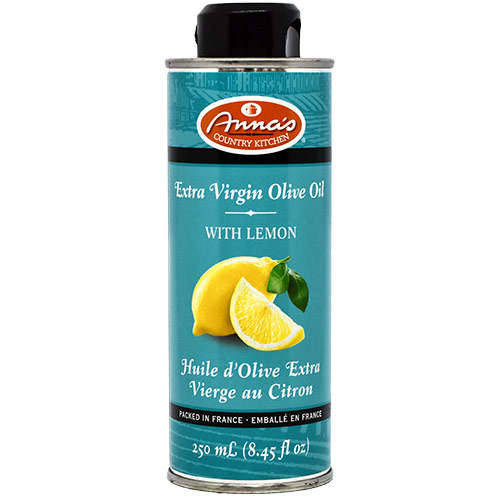 Anna's
COUNTRY KITCHEN
®
Extra Virgin Olive Oil
WITH LEMON
Huile d'Olive Extra
Vierge au Citron
PACKED IN FRANCE • EMBALLÉ EN FRANCE
250 mL (8.45 fl oz)